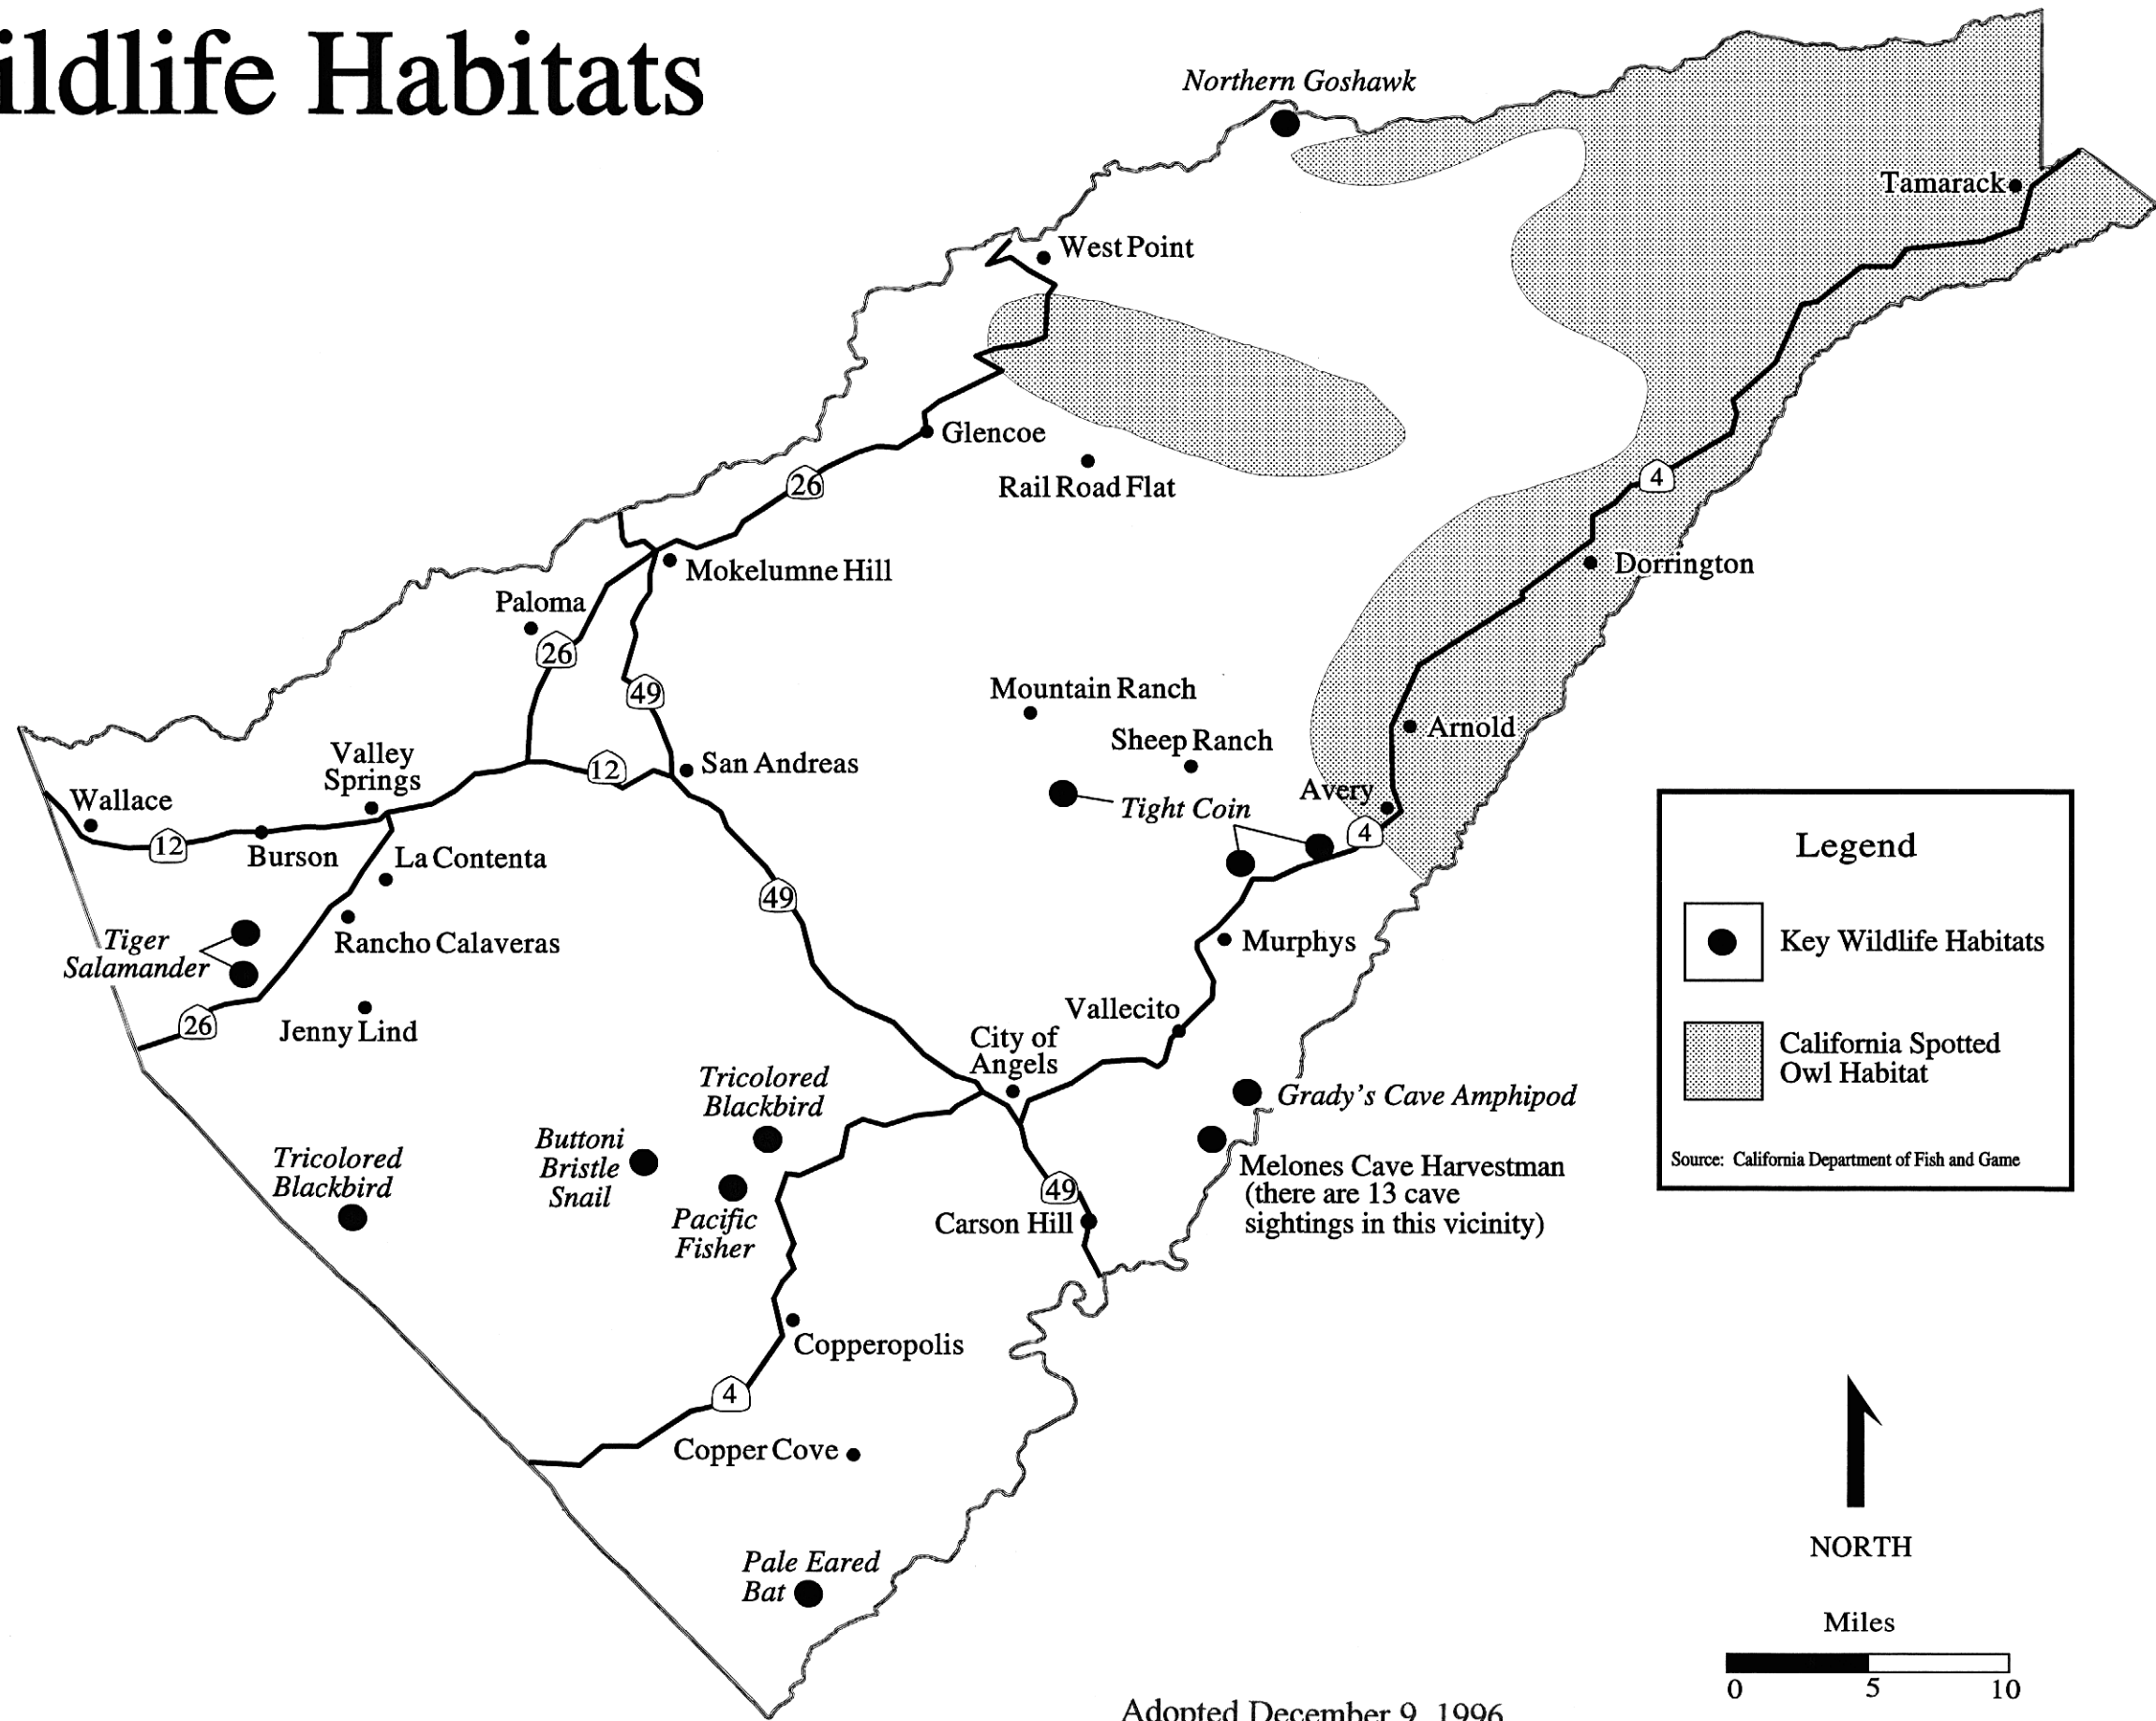 ildlife Habitats
Northern Goshawk
Tamarack
West Point
Glencoe
Rail Road Flat
26
4
Mokelumne Hill
Dorrington
Paloma
26
49
Mountain Ranch
Sheep Ranch
Arnold
Valley
Springs
12
San Andreas
Wallace
Tight Coin
Avery
4
12
Burson
La Contenta
49
Tiger
Salamander
Rancho Calaveras
Murphys
26
Jenny Lind
Vallecito
City of
Angels
Tricolored
Blackbird
Grady's Cave Amphipod
Buttoni
Bristle
Snail
Tricolored
Blackbird
Pacific
Fisher
49
Carson Hill
Melones Cave Harvestman
(there are 13 cave
sightings in this vicinity)
Copperopolis
4
Copper Cove
Pale Eared
Bat
Legend
Key Wildlife Habitats
California Spotted
Owl Habitat
Source: California Department of Fish and Game
NORTH
Miles
0 5 10
Adopted December 9, 1996